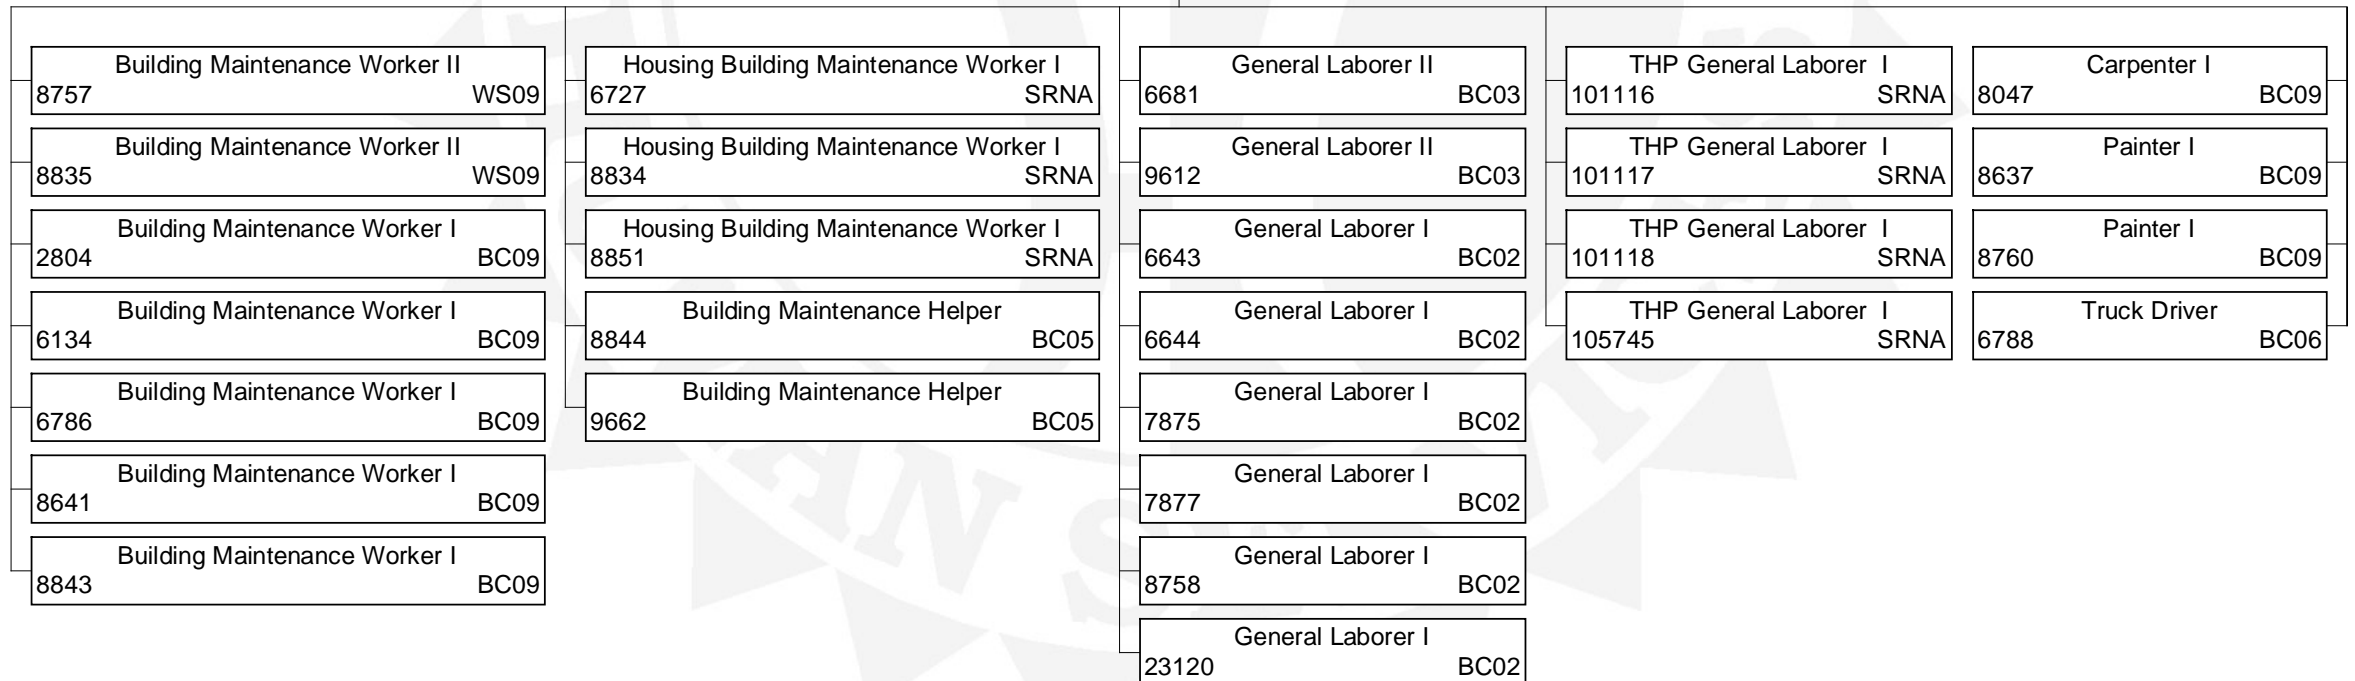 Building Maintenance Worker II
8757 WS09
Building Maintenance Worker II
8835 WS09
Building Maintenance Worker I
2804 BC09
Building Maintenance Worker I
6134 BC09
Building Maintenance Worker I
6786 BC09
Building Maintenance Worker I
8641 BC09
Building Maintenance Worker I
8843 BC09
Housing Building Maintenance Worker I
6727 SRNA
Housing Building Maintenance Worker I
8834 SRNA
Housing Building Maintenance Worker I
8851 SRNA
Building Maintenance Helper
8844 BC05
Building Maintenance Helper
9662 BC05
General Laborer II
6681 BC03
General Laborer II
9612 BC03
General Laborer I
6643 BC02
General Laborer I
6644 BC02
General Laborer I
7875 BC02
General Laborer I
7877 BC02
General Laborer I
8758 BC02
General Laborer I
23120 BC02
THP General Laborer I
101116 SRNA
THP General Laborer I
101117 SRNA
THP General Laborer I
101118 SRNA
THP General Laborer I
105745 SRNA
Carpenter I
8047 BC09
Painter I
8637 BC09
Painter I
8760 BC09
Truck Driver
6788 BC06